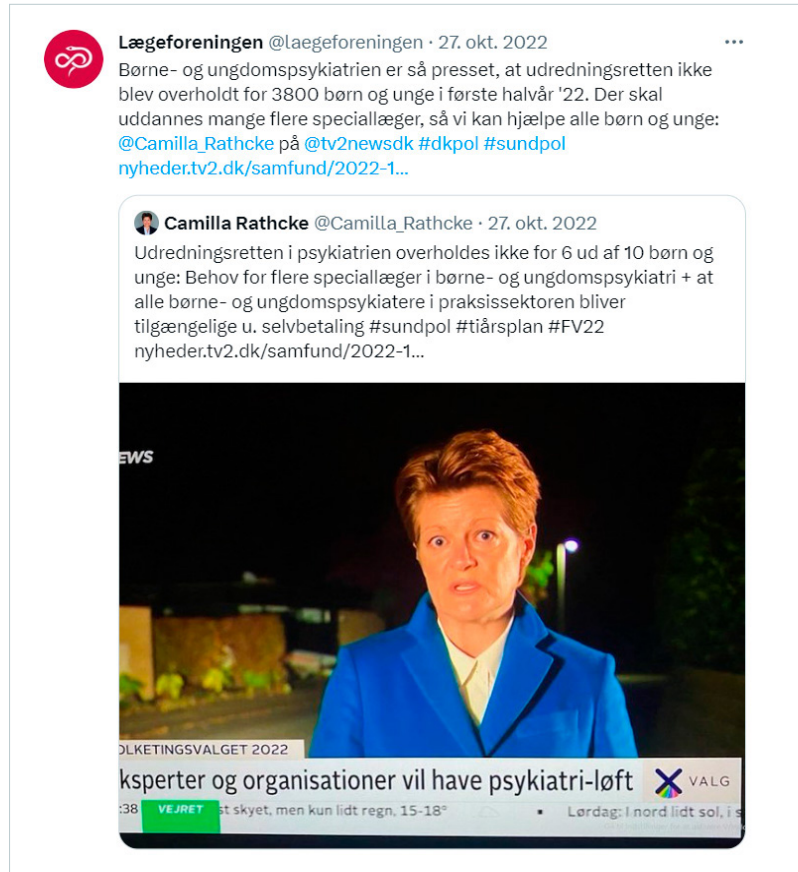 Lægeforeningen @laegeforeningen · 27. okt. 2022
Børne- og ungdomspsykiatrien er så presset, at udredningsretten ikke
blev overholdt for 3800 børn og unge i første halvår '22. Der skal
uddannes mange flere speciallæger, så vi kan hjælpe alle børn og unge:
@Camilla_Rathcke på @tv2newsdk #dkpol #sundpol
nyheder.tv2.dk/samfund/2022-1...
Camilla Rathcke @Camilla_Rathcke · 27. okt. 2022
Udredningsretten i psykiatrien overholdes ikke for 6 ud af 10 børn og
unge: Behov for flere speciallæger i børne- og ungdomspsykiatri + at
alle børne- og ungdomspsykiatere i praksissektoren bliver
tilgængelige u. selvbetaling #sundpol #tiårsplan #FV22
nyheder.tv2.dk/samfund/2022-1...
EWS
OLKETINGSVALGET 2022
ksperter og organisationer vil have psykiatri-løft
VALG
:38 VEJRET st skyet, men kun lidt regn, 15-18° ▪ Lørdag: I nord lidt sol, i s